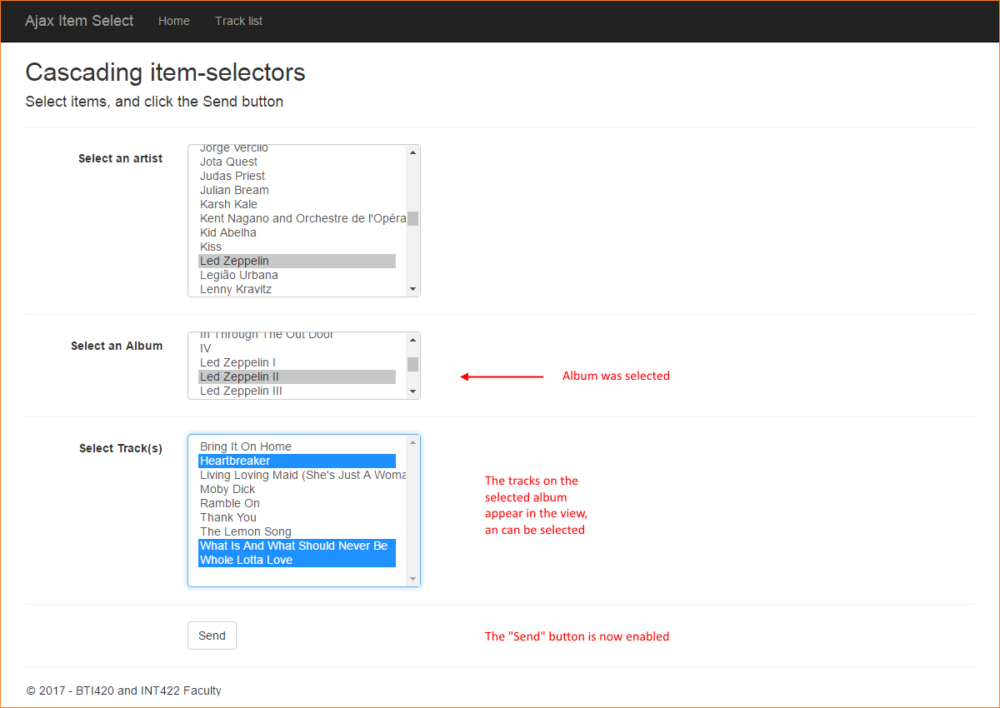 Ajax Item Select Home Track list
Cascading item-selectors
Select items, and click the Send button
Select an artist
Jorge Vercilo
Jota Quest
Judas Priest
Julian Bream
Karsh Kale
Kent Nagano and Orchestre de l'Opéra
Kid Abelha
Kiss
Led Zeppelin
Legião Urbana
Lenny Kravitz
Select an Album
In Through The Out Door
IV
Led Zeppelin I
Led Zeppelin II
Led Zeppelin III
Album was selected
Select Track(s)
Bring It On Home
Heartbreaker
Living Loving Maid (She's Just A Woma
Moby Dick
Ramble On
Thank You
The Lemon Song
What Is And What Should Never Be
Whole Lotta Love
The tracks on the
selected album
appear in the view,
an can be selected
Send
The "Send" button is now enabled
© 2017 - BTI420 and INT422 Faculty